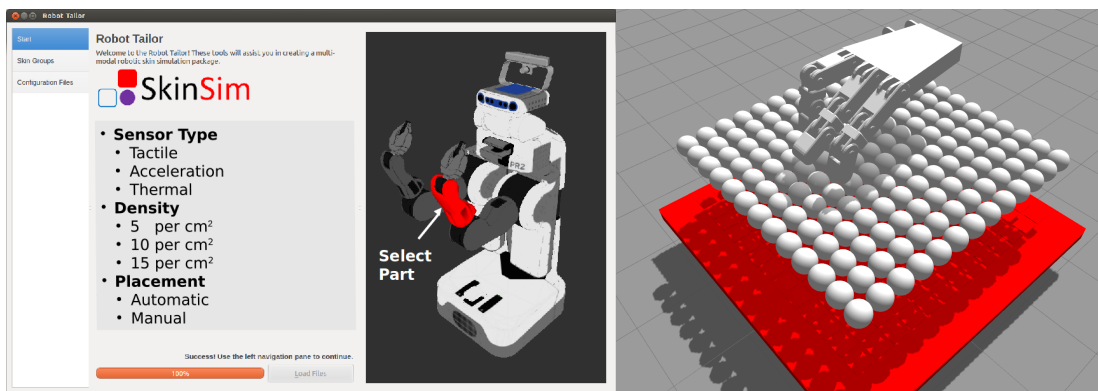 Robot Tailor
Start
Skin Groups
Configuration Files
Robot Tailor
Welcome to the Robot Tailor! These tools will assist you in creating a multi-
modal robotic skin simulation package.
SkinSim
• Sensor Type
• Tactile
• Acceleration
• Thermal
• Density
• 5 per cm²
• 10 per cm²
• 15 per cm²
• Placement
• Automatic
• Manual
PR2
Select
Part
Success! Use the left navigation pane to continue.
100%
Load Files